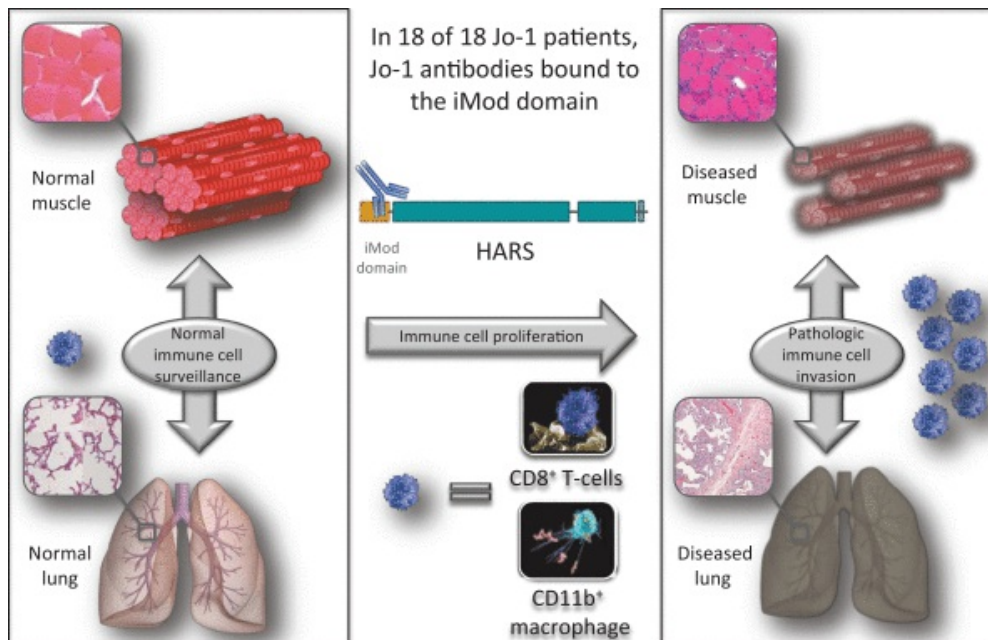 Normal
muscle
Normal
immune cell
surveillance
Normal
lung
In 18 of 18 Jo-1 patients,
Jo-1 antibodies bound to
the iMod domain
iMod
domain
HARS
Immune cell proliferation
CD8⁺ T-cells
CD11b⁺
macrophage
Diseased
muscle
Pathologic
immune cell
invasion
Diseased
lung